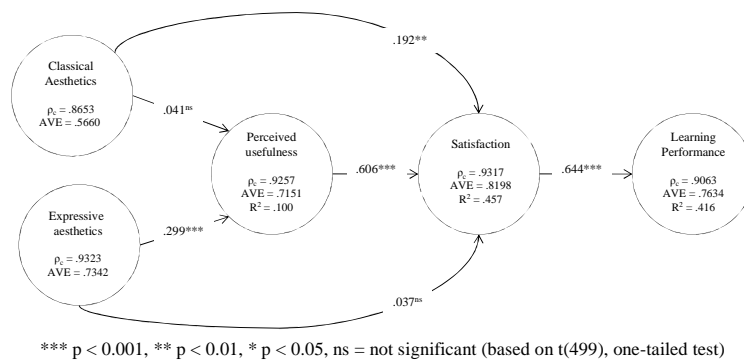 .192**
Classical
Aesthetics
ρc = .8653
AVE = .5660
.041ns
Perceived
usefulness
ρc = .9257
AVE = .7151
R2 = .100
.606***
Satisfaction
ρc = .9317
AVE = .8198
R2 = .457
.644***
Learning
Performance
ρc = .9063
AVE = .7634
R2 = .416
Expressive
aesthetics
ρc = .9323
AVE = .7342
.299***
.037ns
*** p < 0.001, ** p < 0.01, * p < 0.05, ns = not significant (based on t(499), one-tailed test)